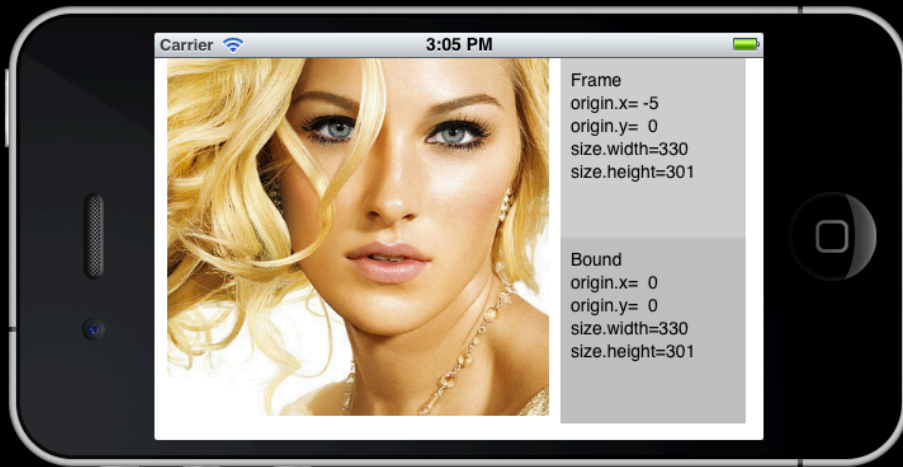 Carrier 3:05 PM
Frame
origin.x= -5
origin.y=  0
size.width=330
size.height=301
Bound
origin.x=  0
origin.y=  0
size.width=330
size.height=301